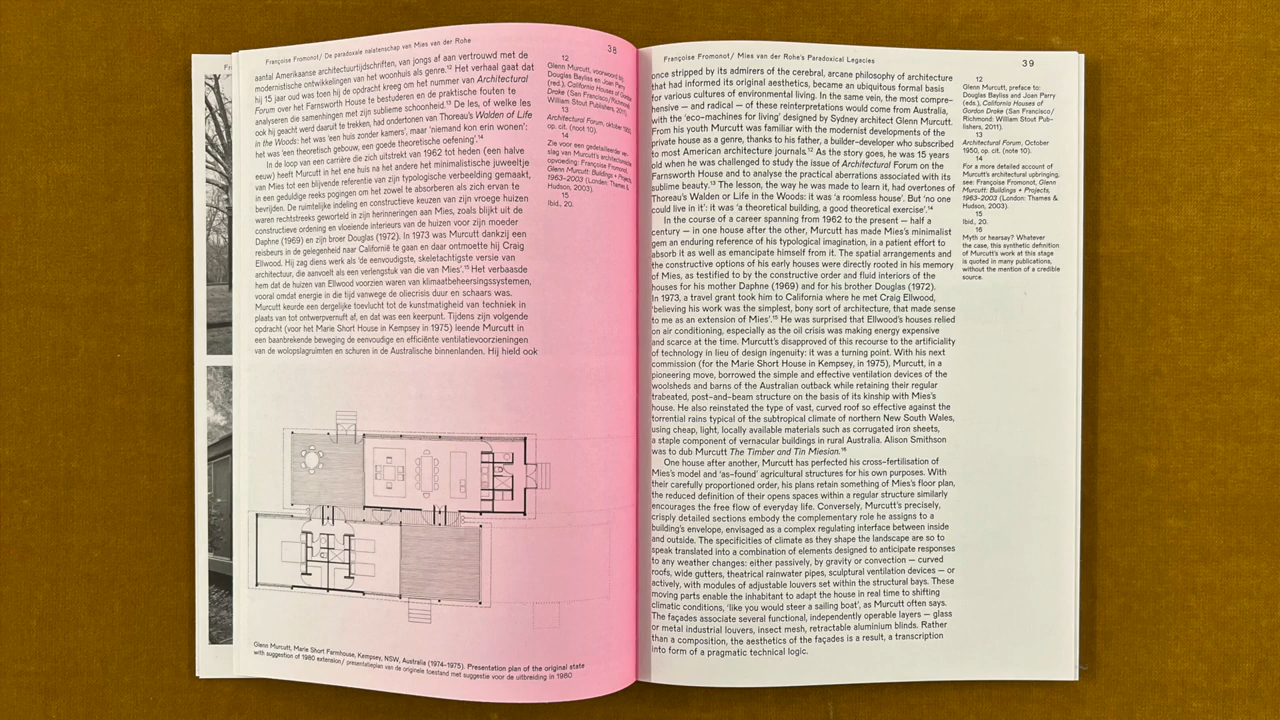 Fr
Françoise Fromonot/ De paradoxale nalatenschap van Mies van der Rohe
38
aantal Amerikaanse architectuurtijdschriften, van jongs af aan vertrouwd met de
modernistische ontwikkelingen van het woonhuis als genre.¹² Het verhaal gaat dat
hij 15 jaar oud was toen hij de opdracht kreeg om het nummer van Architectural
Forum over het Farnsworth House te bestuderen en de praktische fouten te
analyseren die samenhingen met zijn sublieme schoonheid.¹³ De les, of welke les
ook hij geacht werd daaruit te trekken, had ondertonen van Thoreau's Walden of Life
in the Woods: het was 'een huis zonder kamers', maar 'niemand kon erin wonen':
het was 'een theoretisch gebouw, een goede theoretische oefening'.¹⁴
In de loop van een carrière die zich uitstrekt van 1962 tot heden (een halve
eeuw) heeft Murcutt in het ene huis na het andere het minimalistische juweeltje
van Mies tot een blijvende referentie van zijn typologische verbeelding gemaakt,
in een geduldige reeks pogingen om het zowel te absorberen als zich ervan te
bevrijden. De ruimtelijke indeling en constructieve keuzen van zijn vroege huizen
waren rechtstreeks geworteld in zijn herinneringen aan Mies, zoals blijkt uit de
constructieve ordening en vloeiende interieurs van de huizen voor zijn moeder
Daphne (1969) en zijn broer Douglas (1972). In 1973 was Murcutt dankzij een
reisbeurs in de gelegenheid naar Californië te gaan en daar ontmoette hij Craig
Ellwood. Hij zag diens werk als 'de eenvoudigste, skeletachtigste versie van
architectuur, die aanvoelt als een verlengstuk van die van Mies'.¹⁵ Het verbaasde
hem dat de huizen van Ellwood voorzien waren van klimaatbeheersingssystemen,
vooral omdat energie in die tijd vanwege de oliecrisis duur en schaars was.
Murcutt keurde een dergelijke toevlucht tot de kunstmatigheid van techniek in
plaats van tot ontwerpvernuft af, en dat was een keerpunt. Tijdens zijn volgende
opdracht (voor het Marie Short House in Kempsey in 1975) leende Murcutt in
een baanbrekende beweging de eenvoudige en efficiënte ventilatievoorzieningen
van de wolopslagruimten en schuren in de Australische binnenlanden. Hij hield ook
12
Glenn Murcutt, voorwoord bij
Douglas Bayliss en Joan Parry
(red.), California Houses of Gordon
Drake (San Francisco/Richmond:
William Stout Publishers, 2011).
13
Architectural Forum, oktober 1950,
op. cit. (noot 10).
14
Zie voor een gedetailleerder ver-
slag van Murcutt's architectonische
opvoeding: Françoise Fromonot,
Glenn Murcutt: Buildings + Projects,
1963–2003 (London: Thames &
Hudson, 2003).
15
Ibid., 20.
Glenn Murcutt, Marie Short Farmhouse, Kempsey, NSW, Australia (1974–1975). Presentation plan of the original state
with suggestion of 1980 extension/ presentatieplan van de originele toestand met suggestie voor de uitbreiding in 1980
Françoise Fromonot/ Mies van der Rohe's Paradoxical Legacies
39
once stripped by its admirers of the cerebral, arcane philosophy of architecture
that had informed its original aesthetics, became an ubiquitous formal basis
for various cultures of environmental living. In the same vein, the most compre-
hensive — and radical — of these reinterpretations would come from Australia,
with the 'eco-machines for living' designed by Sydney architect Glenn Murcutt.
From his youth Murcutt was familiar with the modernist developments of the
private house as a genre, thanks to his father, a builder-developer who subscribed
to most American architecture journals.¹² As the story goes, he was 15 years
old when he was challenged to study the issue of Architectural Forum on the
Farnsworth House and to analyse the practical aberrations associated with its
sublime beauty.¹³ The lesson, the way he was made to learn it, had overtones of
Thoreau's Walden or Life in the Woods: it was 'a roomless house'. But 'no one
could live in it': it was 'a theoretical building, a good theoretical exercise'.¹⁴
In the course of a career spanning from 1962 to the present — half a
century — in one house after the other, Murcutt has made Mies's minimalist
gem an enduring reference of his typological imagination, in a patient effort to
absorb it as well as emancipate himself from it. The spatial arrangements and
the constructive options of his early houses were directly rooted in his memory
of Mies, as testified to by the constructive order and fluid interiors of the
houses for his mother Daphne (1969) and for his brother Douglas (1972).
In 1973, a travel grant took him to California where he met Craig Ellwood,
'believing his work was the simplest, bony sort of architecture, that made sense
to me as an extension of Mies'.¹⁵ He was surprised that Ellwood's houses relied
on air conditioning, especially as the oil crisis was making energy expensive
and scarce at the time. Murcutt's disapproved of this recourse to the artificiality
of technology in lieu of design ingenuity: it was a turning point. With his next
commission (for the Marie Short House in Kempsey, in 1975), Murcutt, in a
pioneering move, borrowed the simple and effective ventilation devices of the
woolsheds and barns of the Australian outback while retaining their regular
trabeated, post-and-beam structure on the basis of its kinship with Mies's
house. He also reinstated the type of vast, curved roof so effective against the
torrential rains typical of the subtropical climate of northern New South Wales,
using cheap, light, locally available materials such as corrugated iron sheets,
a staple component of vernacular buildings in rural Australia. Alison Smithson
was to dub Murcutt The Timber and Tin Miesian.¹⁶
One house after another, Murcutt has perfected his cross-fertilisation of
Mies's model and 'as-found' agricultural structures for his own purposes. With
their carefully proportioned order, his plans retain something of Mies's floor plan,
the reduced definition of their opens spaces within a regular structure similarly
encourages the free flow of everyday life. Conversely, Murcutt's precisely,
crisply detailed sections embody the complementary role he assigns to a
building's envelope, envisaged as a complex regulating interface between inside
and outside. The specificities of climate as they shape the landscape are so to
speak translated into a combination of elements designed to anticipate responses
to any weather changes: either passively, by gravity or convection — curved
roofs, wide gutters, theatrical rainwater pipes, sculptural ventilation devices — or
actively, with modules of adjustable louvers set within the structural bays. These
moving parts enable the inhabitant to adapt the house in real time to shifting
climatic conditions, 'like you would steer a sailing boat', as Murcutt often says.
The façades associate several functional, independently operable layers — glass
or metal industrial louvers, insect mesh, retractable aluminium blinds. Rather
than a composition, the aesthetics of the façades is a result, a transcription
into form of a pragmatic technical logic.
12
Glenn Murcutt, preface to:
Douglas Bayliss and Joan Perry
(eds.), California Houses of
Gordon Drake (San Francisco/
Richmond: William Stout Pub-
lishers, 2011).
13
Architectural Forum, October
1950, op. cit. (note 10).
14
For a more detailed account of
Murcutt's architectural upbringing,
see: Françoise Fromonot, Glenn
Murcutt: Buildings + Projects,
1963–2003 (London: Thames &
Hudson, 2003).
15
Ibid., 20.
16
Myth or hearsay? Whatever
the case, this synthetic definition
of Murcutt's work at this stage
is quoted in many publications,
without the mention of a credible
source.